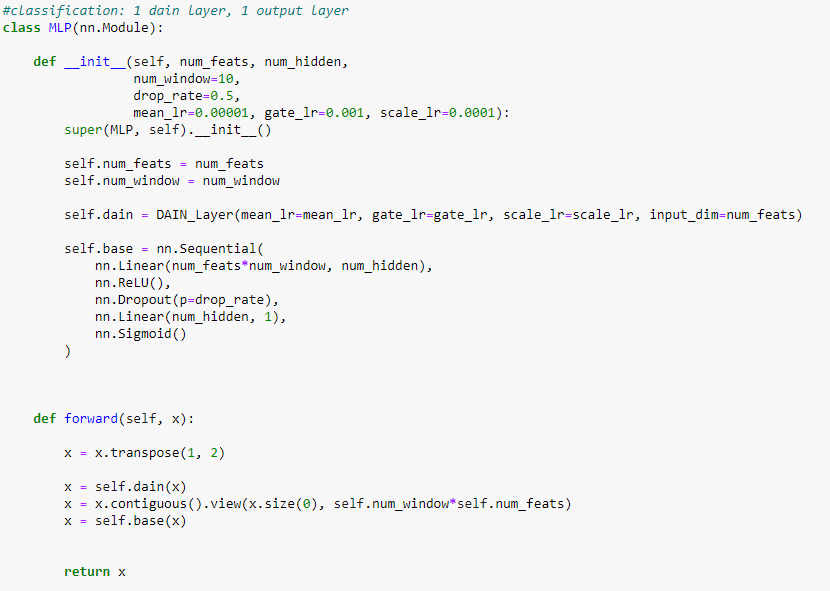 #classification: 1 dain layer, 1 output layer
class MLP(nn.Module):
    def __init__(self, num_feats, num_hidden,
                 num_window=10,
                 drop_rate=0.5,
                 mean_lr=0.00001, gate_lr=0.001, scale_lr=0.0001):
        super(MLP, self).__init__()
        self.num_feats = num_feats
        self.num_window = num_window
        self.dain = DAIN_Layer(mean_lr=mean_lr, gate_lr=gate_lr, scale_lr=scale_lr, input_dim=num_feats)
        self.base = nn.Sequential(
            nn.Linear(num_feats*num_window, num_hidden),
            nn.ReLU(),
            nn.Dropout(p=drop_rate),
            nn.Linear(num_hidden, 1),
            nn.Sigmoid()
        )
    def forward(self, x):
        x = x.transpose(1, 2)
        x = self.dain(x)
        x = x.contiguous().view(x.size(0), self.num_window*self.num_feats)
        x = self.base(x)
        return x